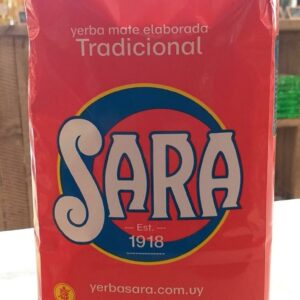 yerba mate elaborada
Tradicional
SARA
Est.
1918
yerbasara.com.uy